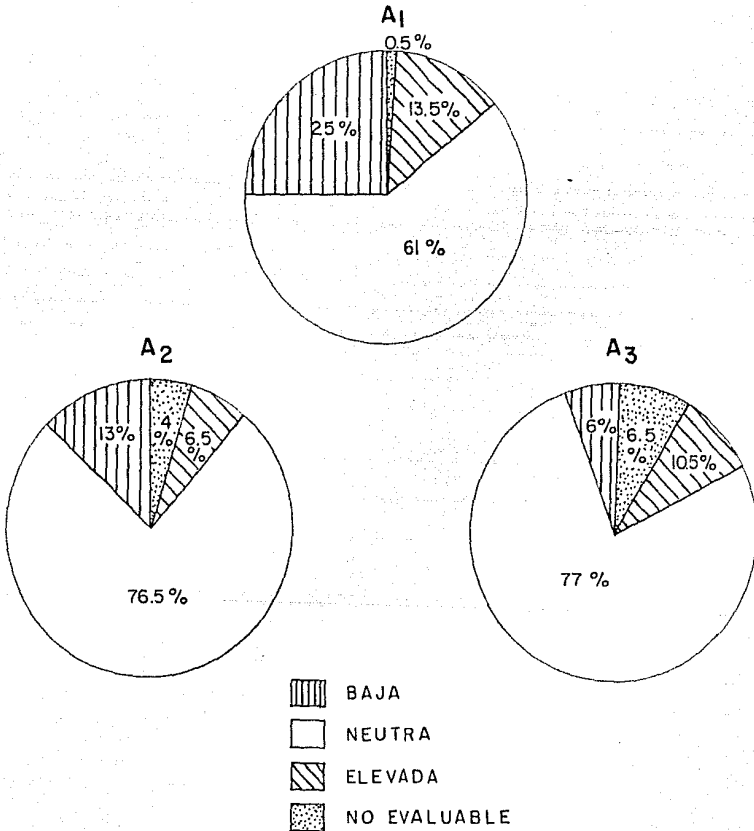 A1
0.5%
13.5%
25%
61%
A2
13%
4
%
6.5
%
76.5%
A3
6%
6.5
%
10.5%
77%
BAJA
NEUTRA
ELEVADA
NO EVALUABLE